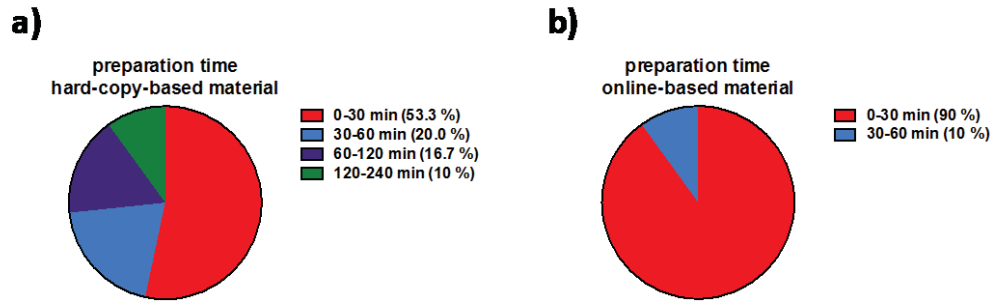 a)
preparation time
hard-copy-based material
0-30 min (53.3 %)
30-60 min (20.0 %)
60-120 min (16.7 %)
120-240 min (10 %)
b)
preparation time
online-based material
0-30 min (90 %)
30-60 min (10 %)